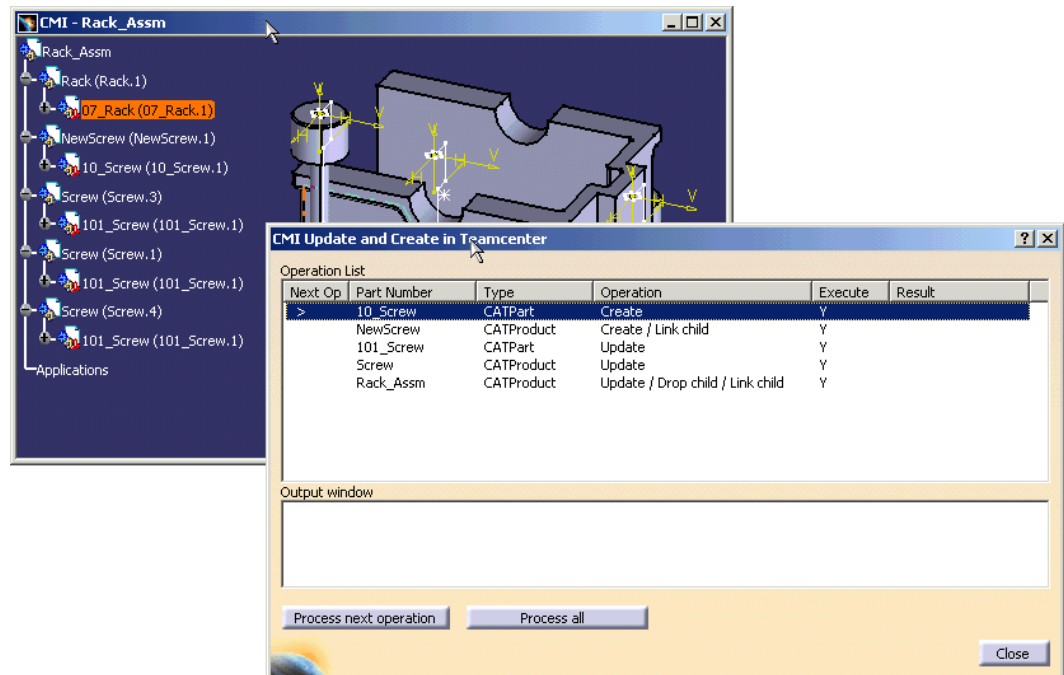 CMI - Rack_Assm
Rack_Assm
Rack (Rack.1)
07_Rack (07_Rack.1)
NewScrew (NewScrew.1)
10_Screw (10_Screw.1)
Screw (Screw.3)
101_Screw (101_Screw.1)
Screw (Screw.1)
101_Screw (101_Screw.1)
Screw (Screw.4)
101_Screw (101_Screw.1)
Applications
V
H
V
V
H
V
V
H
V
CMI Update and Create in Teamcenter
Operation List
Next Op Part Number Type Operation Execute Result
> 10_Screw CATPart Create Y
NewScrew CATProduct Create / Link child Y
101_Screw CATPart Update Y
Screw CATProduct Update Y
Rack_Assm CATProduct Update / Drop child / Link child Y
Output window
Process next operation Process all
Close